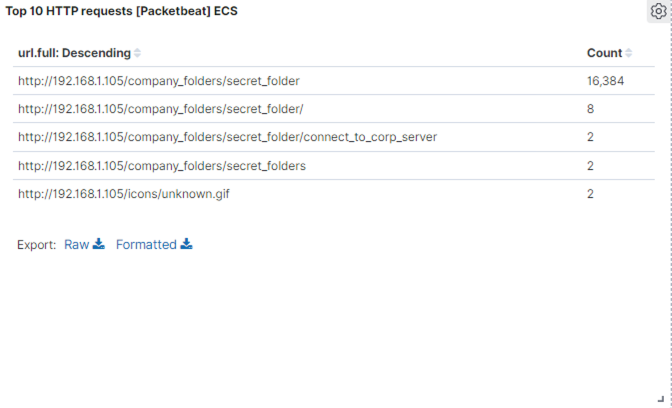 Top 10 HTTP requests [Packetbeat] ECS
url.full: Descending Count
http://192.168.1.105/company_folders/secret_folder 16,384
http://192.168.1.105/company_folders/secret_folder/ 8
http://192.168.1.105/company_folders/secret_folder/connect_to_corp_server 2
http://192.168.1.105/company_folders/secret_folders 2
http://192.168.1.105/icons/unknown.gif 2
Export: Raw Formatted